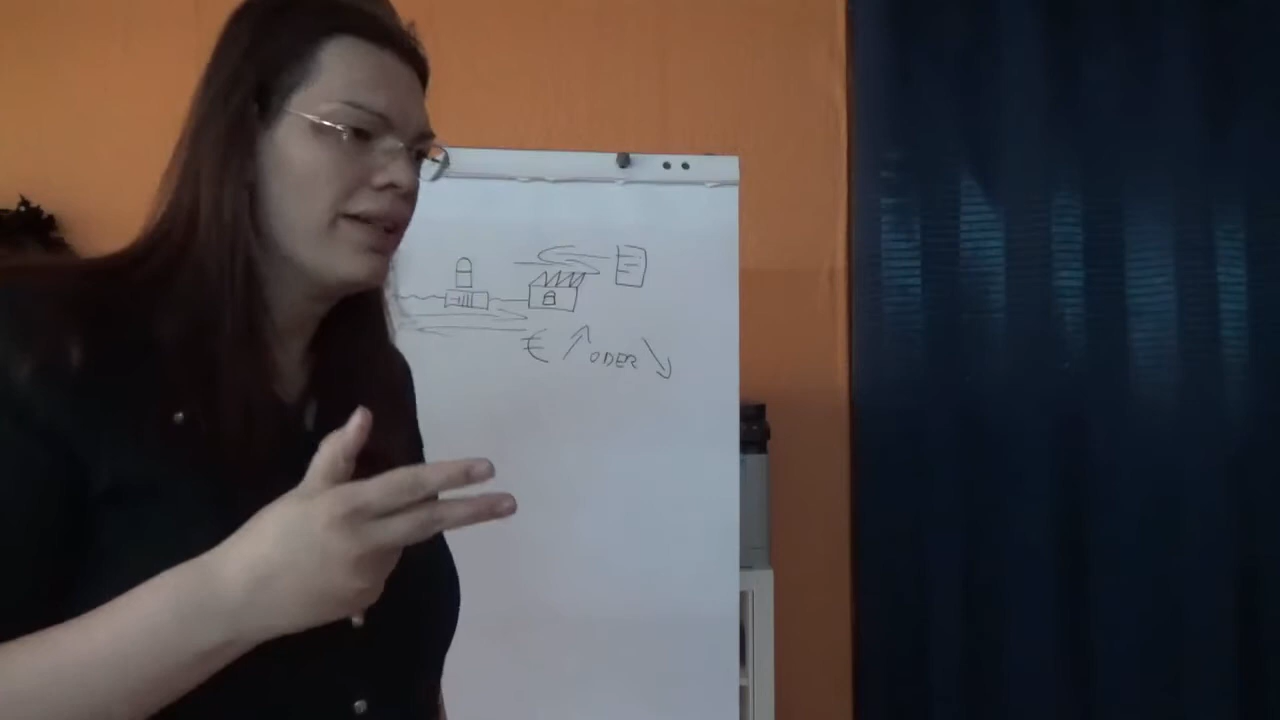 € ↗ ODER ↘